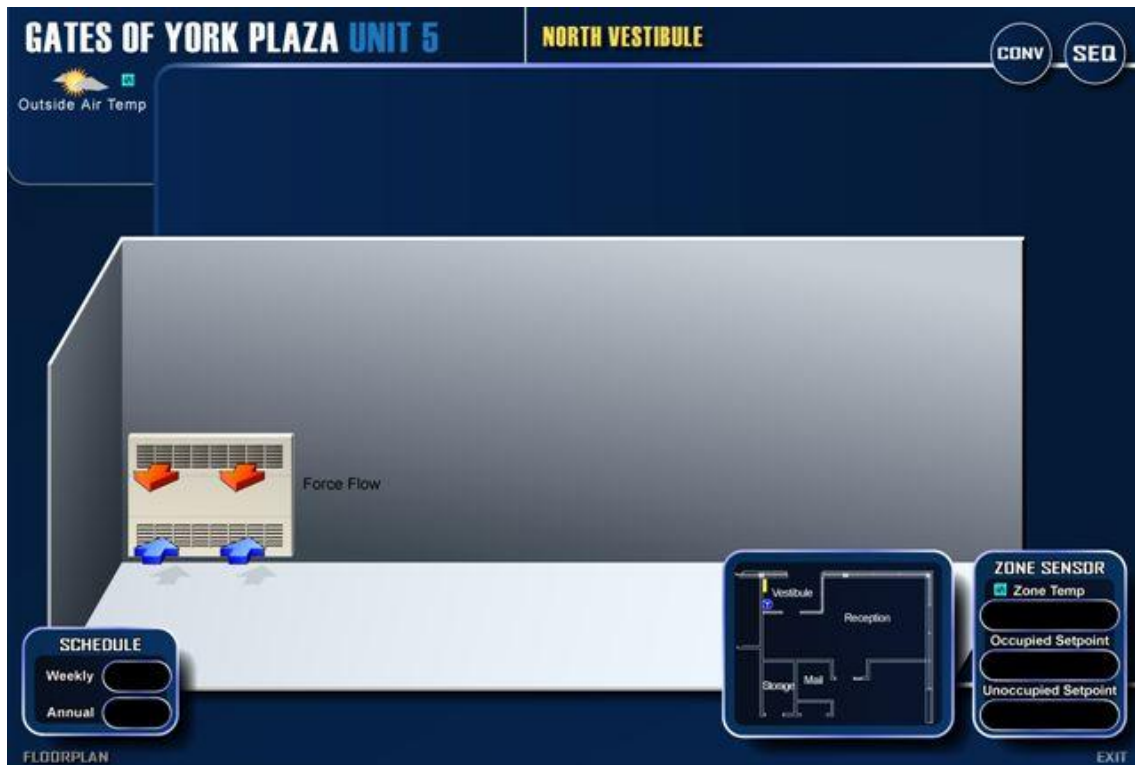 GATES OF YORK PLAZA UNIT 5
NORTH VESTIBULE
CONV
SEQ
Outside Air Temp
Force Flow
SCHEDULE
Weekly
Annual
Vestibule
T
Reception
Storage
Mail
ZONE SENSOR
Zone Temp
Occupied Setpoint
Unoccupied Setpoint
FLOORPLAN
EXIT